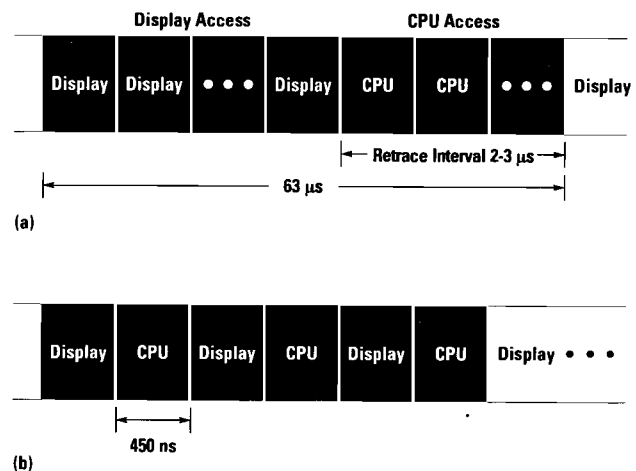 Display Access CPU Access
Display Display Display CPU CPU Display
Retrace Interval 2-3 μs
63 μs
(a)
Display CPU Display CPU Display CPU Display
450 ns
(b)